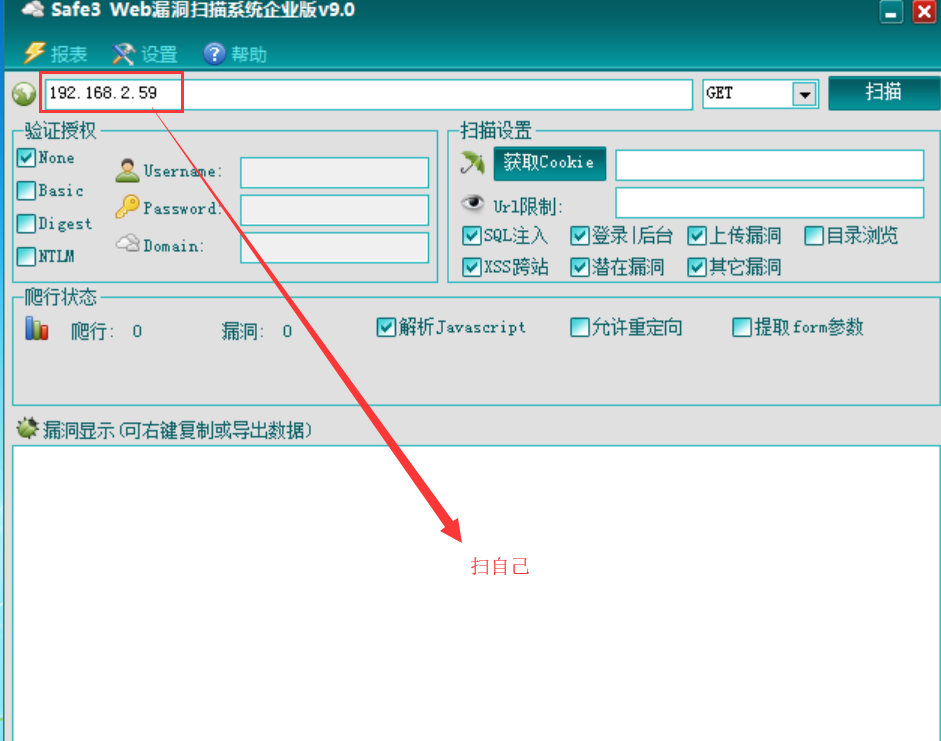 Safe3 Web漏洞扫描系统企业版v9.0
报表 设置 帮助
192.168.2.59 GET 扫描
验证授权
None
Basic
Digest
NTLM
Username:
Password:
Domain:
扫描设置
获取Cookie
Url限制:
SQL注入 登录|后台 上传漏洞 目录浏览
XSS跨站 潜在漏洞 其它漏洞
爬行状态
爬行: 0 漏洞: 0 解析Javascript 允许重定向 提取form参数
漏洞显示(可右键复制或导出数据)
扫自己